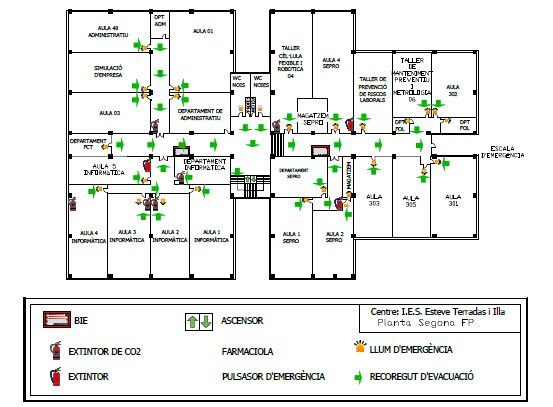 AULA 4B
ADMINISTRATIU
DPT
ADM
AULA 01
SIMULACIÓ
D'EMPRESA
AULA 03
DEPARTAMENT DE
ADMINISTRATIU
DEPARTAMENT
FCT
AULA 5
INFORMÀTICA
DEPARTAMENT
INFORMÀTICA
AULA 4
INFORMÀTICA
AULA 3
INFORMÀTICA
AULA 2
INFORMÀTICA
AULA 1
INFORMÀTICA
WC
NOIS
WC
NOIES
TALLER
CÈL·LULA
FEXIBLE I
ROBOTICA
04
AULA 4
SEPRO
MAGATZEM
SEPRO
TALLER DE
PREVENCIÓ
DE RISCOS
LABORALS
TALLER
DE
MANTENIMENT
PREVENTIU
I
METROLOGIA
06
AULA
302
DPT
FOL
DPT
FOL
ESCALA
D'EMERGÈNCIA
DEPARTAMENT
SEPRO
MAGATZEM
AULA 1
SEPRO
AULA 2
SEPRO
AULA
303
AULA
305
AULA
301
BIE
ASCENSOR
Centre: I.E.S. Esteve Terradas i Illa
Planta Segona FP
EXTINTOR DE CO2
FARMACIOLA
LLUM D'EMERGÈNCIA
EXTINTOR
PULSADOR D'EMERGÈNCIA
RECOREGUT D'EVACUACIÓ